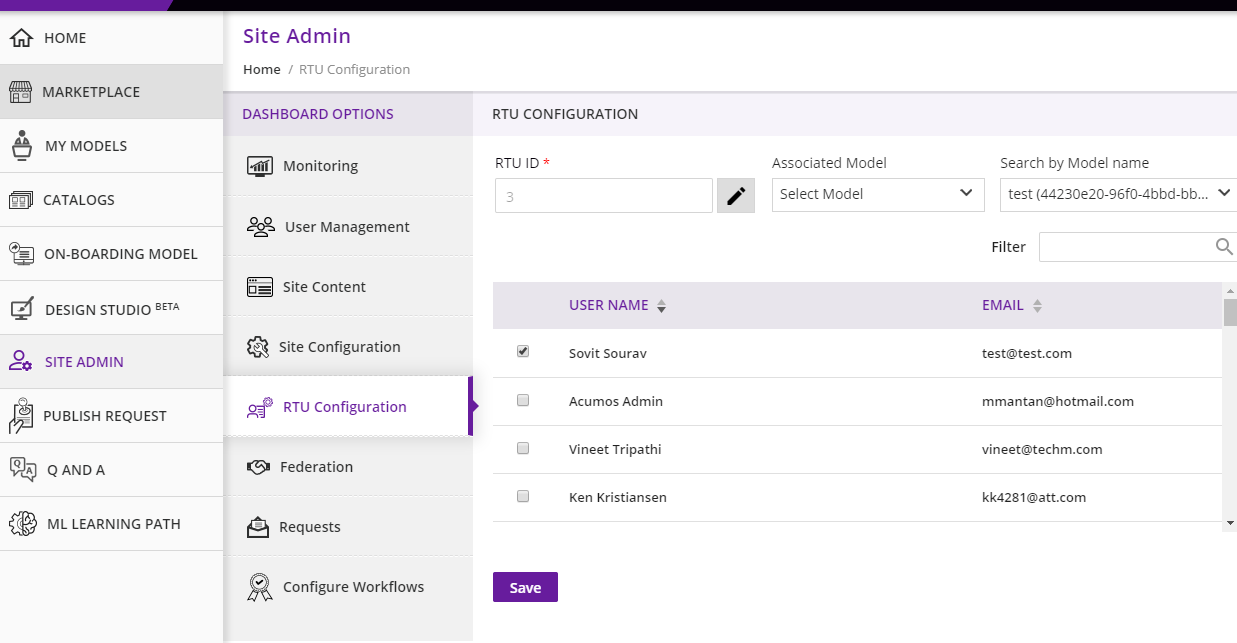 HOME
MARKETPLACE
MY MODELS
CATALOGS
ON-BOARDING MODEL
DESIGN STUDIO BETA
SITE ADMIN
PUBLISH REQUEST
Q AND A
ML LEARNING PATH
Site Admin
Home / RTU Configuration
DASHBOARD OPTIONS
Monitoring
User Management
Site Content
Site Configuration
RTU Configuration
Federation
Requests
Configure Workflows
RTU CONFIGURATION
RTU ID * Associated Model Search by Model name
3 Select Model test (44230e20-96f0-4bbd-bb...
Filter
USER NAME EMAIL
Sovit Sourav test@test.com
Acumos Admin mmantan@hotmail.com
Vineet Tripathi vineet@techm.com
Ken Kristiansen kk4281@att.com
Save